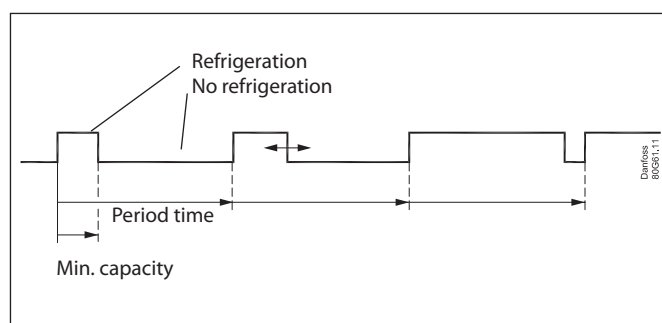 Refrigeration
No refrigeration
Period time
Min. capacity
Danfoss
80G61.11